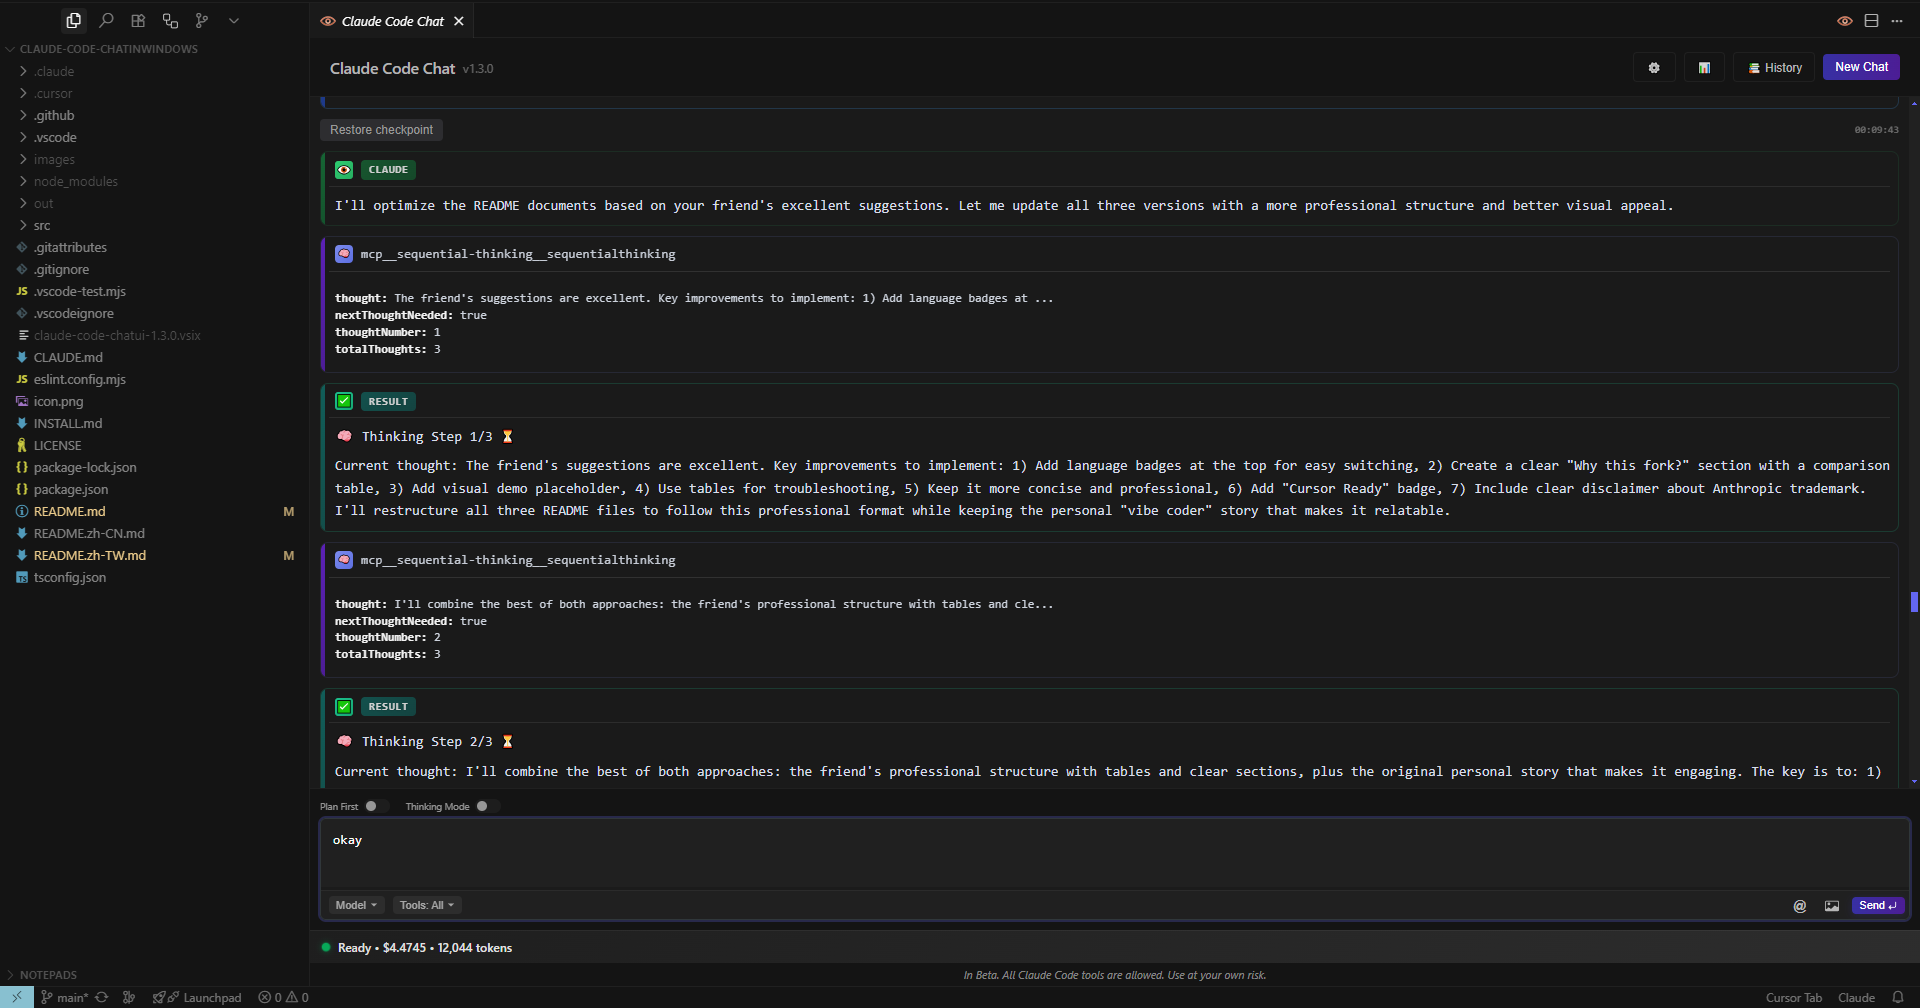 Claude Code Chat
CLAUDE-CODE-CHATINWINDOWS
.claude
.cursor
.github
.vscode
images
node_modules
out
src
.gitattributes
.gitignore
JS .vscode-test.mjs
.vscodeignore
claude-code-chatui-1.3.0.vsix
CLAUDE.md
JS eslint.config.mjs
icon.png
INSTALL.md
LICENSE
{} package-lock.json
{} package.json
README.md M
README.zh-CN.md
README.zh-TW.md M
TS tsconfig.json
NOTEPADS
Claude Code Chat v1.3.0
History
New Chat
Restore checkpoint
00:09:43
CLAUDE
I'll optimize the README documents based on your friend's excellent suggestions. Let me update all three versions with a more professional structure and better visual appeal.
mcp__sequential-thinking__sequentialthinking
thought: The friend's suggestions are excellent. Key improvements to implement: 1) Add language badges at ...
nextThoughtNeeded: true
thoughtNumber: 1
totalThoughts: 3
RESULT
Thinking Step 1/3
Current thought: The friend's suggestions are excellent. Key improvements to implement: 1) Add language badges at the top for easy switching, 2) Create a clear "Why this fork?" section with a comparison
table, 3) Add visual demo placeholder, 4) Use tables for troubleshooting, 5) Keep it more concise and professional, 6) Add "Cursor Ready" badge, 7) Include clear disclaimer about Anthropic trademark.
I'll restructure all three README files to follow this professional format while keeping the personal "vibe coder" story that makes it relatable.
mcp__sequential-thinking__sequentialthinking
thought: I'll combine the best of both approaches: the friend's professional structure with tables and cle...
nextThoughtNeeded: true
thoughtNumber: 2
totalThoughts: 3
RESULT
Thinking Step 2/3
Current thought: I'll combine the best of both approaches: the friend's professional structure with tables and clear sections, plus the original personal story that makes it engaging. The key is to: 1)
Plan First
Thinking Mode
okay
Model
Tools: All
@
Send
Ready • $4.4745 • 12,044 tokens
In Beta. All Claude Code tools are allowed. Use at your own risk.
main*
Launchpad
0
0
Cursor Tab
Claude